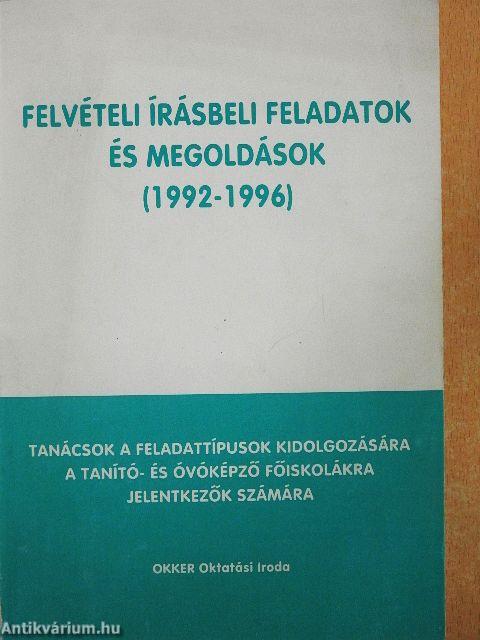 FELVÉTELI ÍRÁSBELI FELADATOK
ÉS MEGOLDÁSOK
(1992-1996)
TANÁCSOK A FELADATTÍPUSOK KIDOLGOZÁSÁRA
A TANÍTÓ- ÉS ÓVÓKÉPZŐ FŐISKOLÁKRA
JELENTKEZŐK SZÁMÁRA
OKKER Oktatási Iroda
Antikvárium.hu